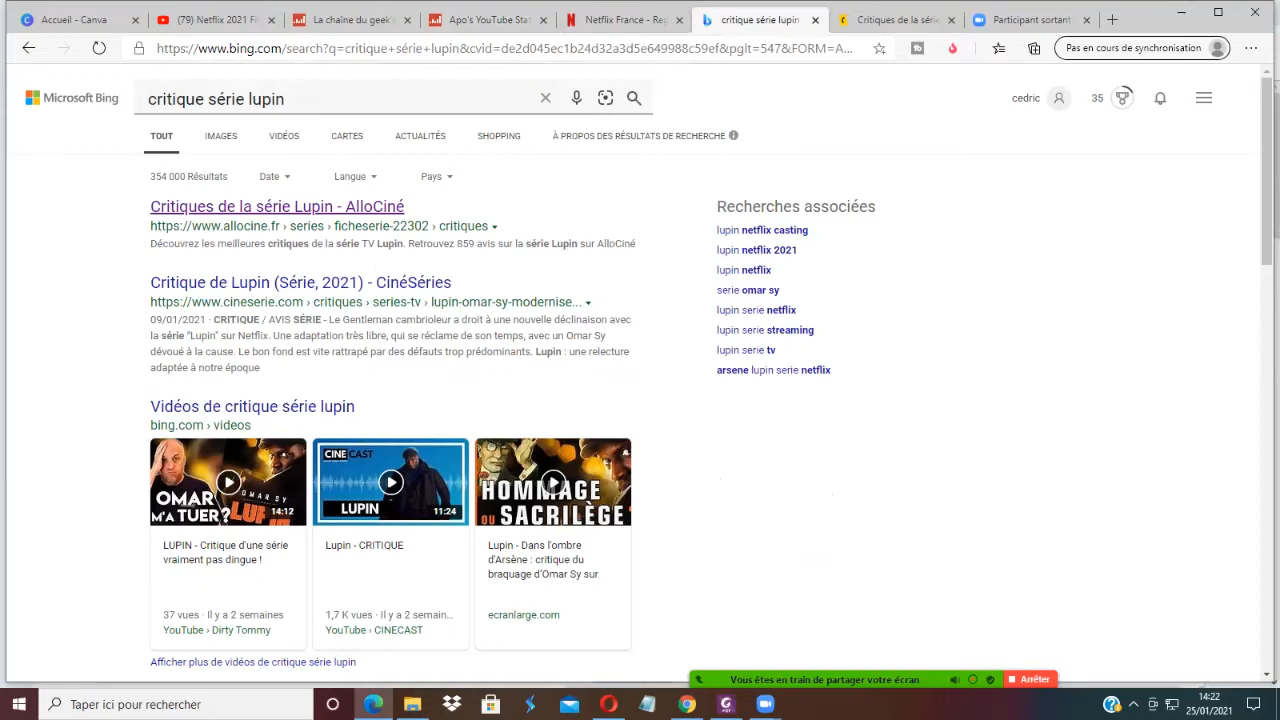 Accueil - Canva
(79) Netflix 2021 Fil
La chaîne du geek's
Apo's YouTube Stat
Netflix France - Reg
critique série lupin
Critiques de la série
Participant sortant
https://www.bing.com/search?q=critique+série+lupin&cvid=de2d045ec1b24d32a3d5e649988c59ef&pglt=547&FORM=A...
Pas en cours de synchronisation
Microsoft Bing
critique série lupin
cedric
35
TOUT
IMAGES
VIDÉOS
CARTES
ACTUALITÉS
SHOPPING
À PROPOS DES RÉSULTATS DE RECHERCHE
354 000 Résultats
Date
Langue
Pays
Critiques de la série Lupin - AlloCiné
https://www.allocine.fr › series › ficheserie-22302 › critiques
Découvrez les meilleures critiques de la série TV Lupin. Retrouvez 859 avis sur la série Lupin sur AlloCiné
Critique de Lupin (Série, 2021) - CinéSéries
https://www.cineserie.com › critiques › series-tv › lupin-omar-sy-modernise...
09/01/2021 · CRITIQUE / AVIS SÉRIE - Le Gentleman cambrioleur a droit à une nouvelle déclinaison avec
la série “Lupin” sur Netflix. Une adaptation très libre, qui se réclame de son temps, avec un Omar Sy
dévoué à la cause. Le bon fond est vite rattrapé par des défauts trop prédominants. Lupin : une relecture
adaptée à notre époque
Vidéos de critique série lupin
bing.com › videos
OMAR
M'A TUER?
OMAR SY
14:12
LUPIN - Critique d'une série
vraiment pas dingue !
37 vues · Il y a 2 semaines
YouTube › Dirty Tommy
CINECAST
LUPIN
11:24
Lupin - CRITIQUE
1,7 K vues · Il y a 2 semain...
YouTube › CINECAST
HOMMAGE
OU SACRILÈGE
Lupin - Dans l'ombre
d'Arsène : critique du
braquage d'Omar Sy sur
ecranlarge.com
Afficher plus de vidéos de critique série lupin
Recherches associées
lupin netflix casting
lupin netflix 2021
lupin netflix
serie omar sy
lupin serie netflix
lupin serie streaming
lupin serie tv
arsene lupin serie netflix
Vous êtes en train de partager votre écran
Arrêter
Taper ici pour rechercher
14:22
25/01/2021